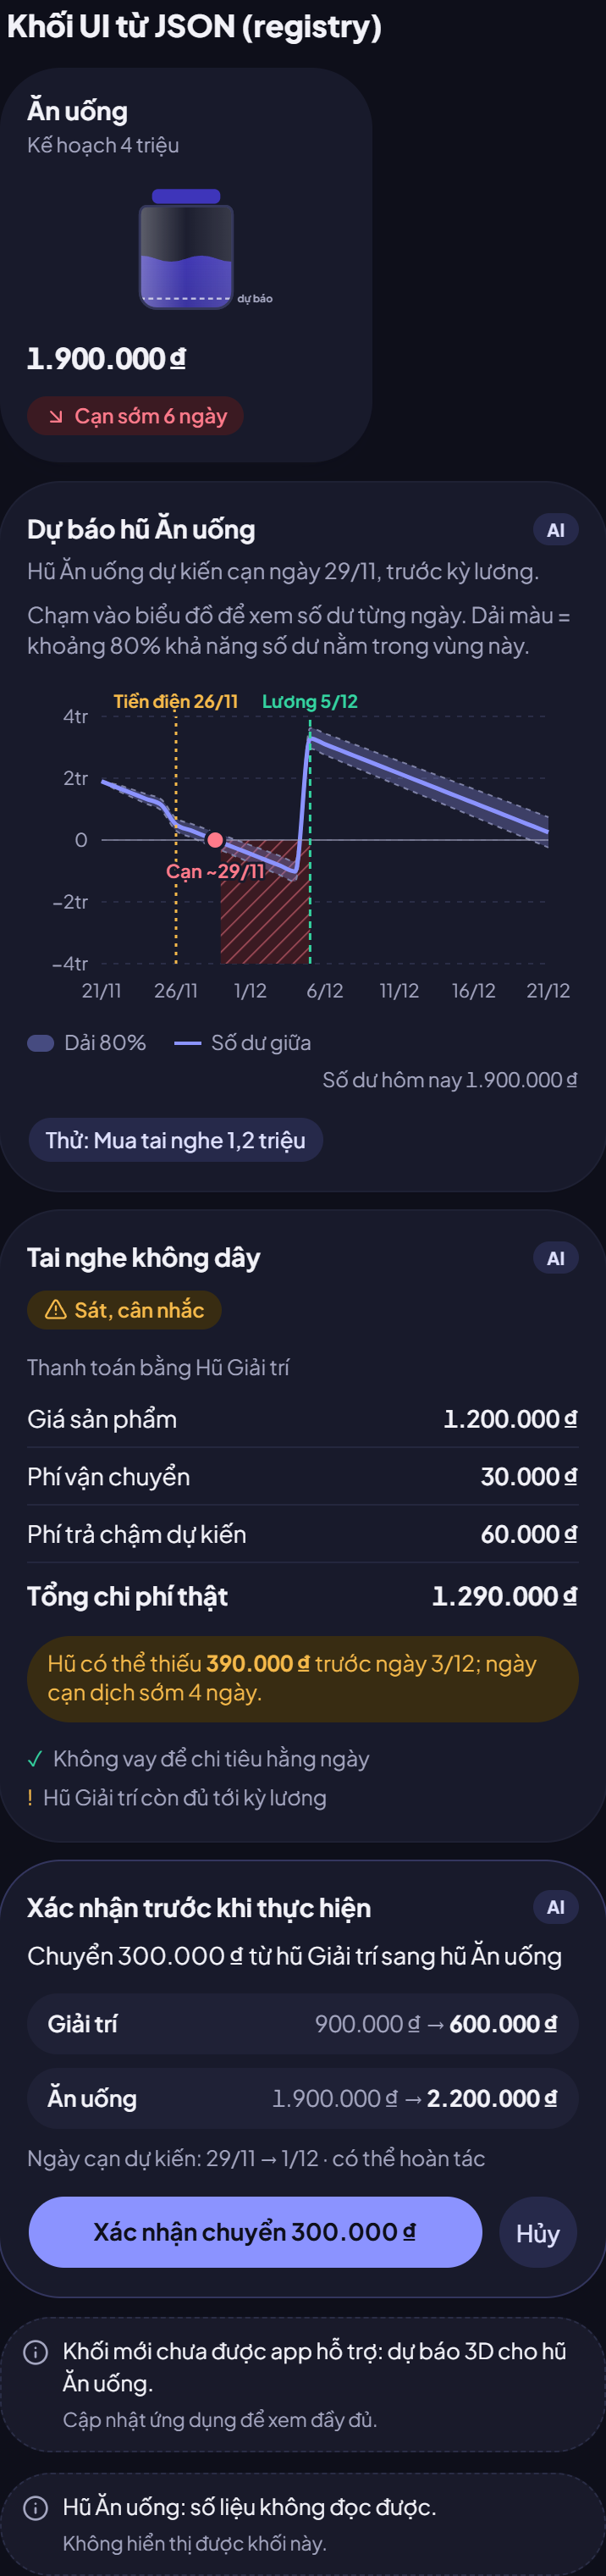 Khối UI từ JSON (registry)
Ăn uống
Kế hoạch 4 triệu
dự báo
1.900.000 ₫
Cạn sớm 6 ngày
Dự báo hũ Ăn uống
AI
Hũ Ăn uống dự kiến cạn ngày 29/11, trước kỳ lương.
Chạm vào biểu đồ để xem số dư từng ngày. Dải màu =
khoảng 80% khả năng số dư nằm trong vùng này.
Tiền điện 26/11
Lương 5/12
4tr
2tr
0
Cạn ~29/11
−2tr
−4tr
21/11 26/11 1/12 6/12 11/12 16/12 21/12
Dải 80% Số dư giữa
Số dư hôm nay 1.900.000 ₫
Thử: Mua tai nghe 1,2 triệu
Tai nghe không dây
AI
Sát, cân nhắc
Thanh toán bằng Hũ Giải trí
Giá sản phẩm 1.200.000 ₫
Phí vận chuyển 30.000 ₫
Phí trả chậm dự kiến 60.000 ₫
Tổng chi phí thật 1.290.000 ₫
Hũ có thể thiếu 390.000 ₫ trước ngày 3/12; ngày
cạn dịch sớm 4 ngày.
✓ Không vay để chi tiêu hằng ngày
! Hũ Giải trí còn đủ tới kỳ lương
Xác nhận trước khi thực hiện
AI
Chuyển 300.000 ₫ từ hũ Giải trí sang hũ Ăn uống
Giải trí 900.000 ₫ → 600.000 ₫
Ăn uống 1.900.000 ₫ → 2.200.000 ₫
Ngày cạn dự kiến: 29/11 → 1/12 · có thể hoàn tác
Xác nhận chuyển 300.000 ₫
Hủy
Khối mới chưa được app hỗ trợ: dự báo 3D cho hũ
Ăn uống.
Cập nhật ứng dụng để xem đầy đủ.
Hũ Ăn uống: số liệu không đọc được.
Không hiển thị được khối này.